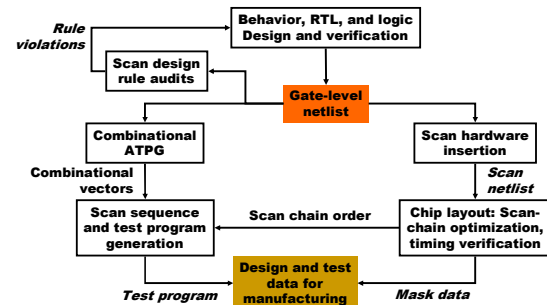 Rule
violations
Behavior, RTL, and logic
Design and verification
Scan design
rule audits
Gate-level
netlist
Combinational
ATPG
Scan hardware
insertion
Combinational
vectors
Scan
netlist
Scan sequence
and test program
generation
Scan chain order
Chip layout: Scan-
chain optimization,
timing verification
Design and test
data for
manufacturing
Test program
Mask data